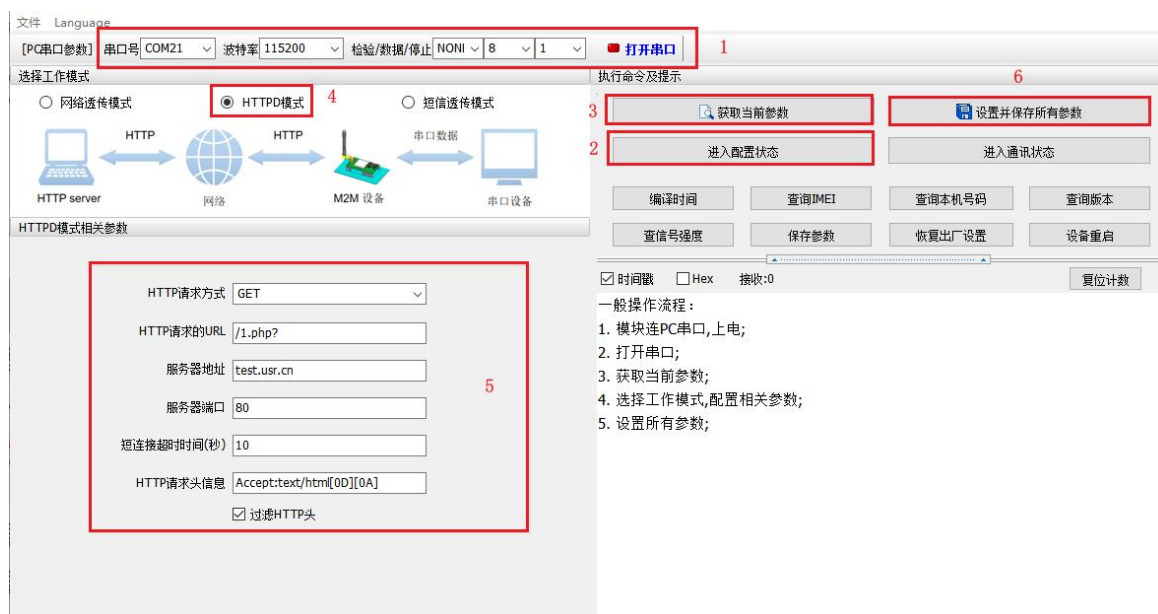 文件 Language
[PC串口参数] 串口号 COM21 波特率 115200 检验/数据/停止 NONI 8 1 打开串口 1
选择工作模式
网络透传模式 HTTPD模式 4 短信透传模式
HTTP HTTP 串口数据
HTTP server 网络 M2M 设备 串口设备
HTTPD模式相关参数
HTTP请求方式 GET
HTTP请求的URL /1.php?
服务器地址 test.usr.cn
5
服务器端口 80
短连接超时时间(秒) 10
HTTP请求头信息 Accept:text/html[0D][0A]
过滤HTTP头
执行命令及提示
6
3 获取当前参数 设置并保存所有参数
2 进入配置状态 进入通讯状态
编译时间 查询IMEI 查询本机号码 查询版本
查信号强度 保存参数 恢复出厂设置 设备重启
时间戳 Hex 接收:0 复位计数
一般操作流程：
1. 模块连PC串口,上电;
2. 打开串口;
3. 获取当前参数;
4. 选择工作模式,配置相关参数;
5. 设置所有参数;